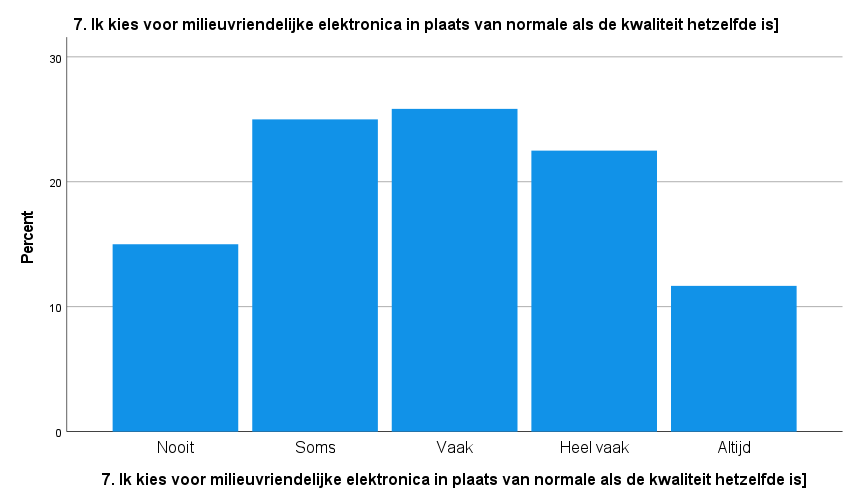 7. Ik kies voor milieuvriendelijke elektronica in plaats van normale als de kwaliteit hetzelfde is]
30
20
10
0
Percent
Nooit Soms Vaak Heel vaak Altijd
7. Ik kies voor milieuvriendelijke elektronica in plaats van normale als de kwaliteit hetzelfde is]